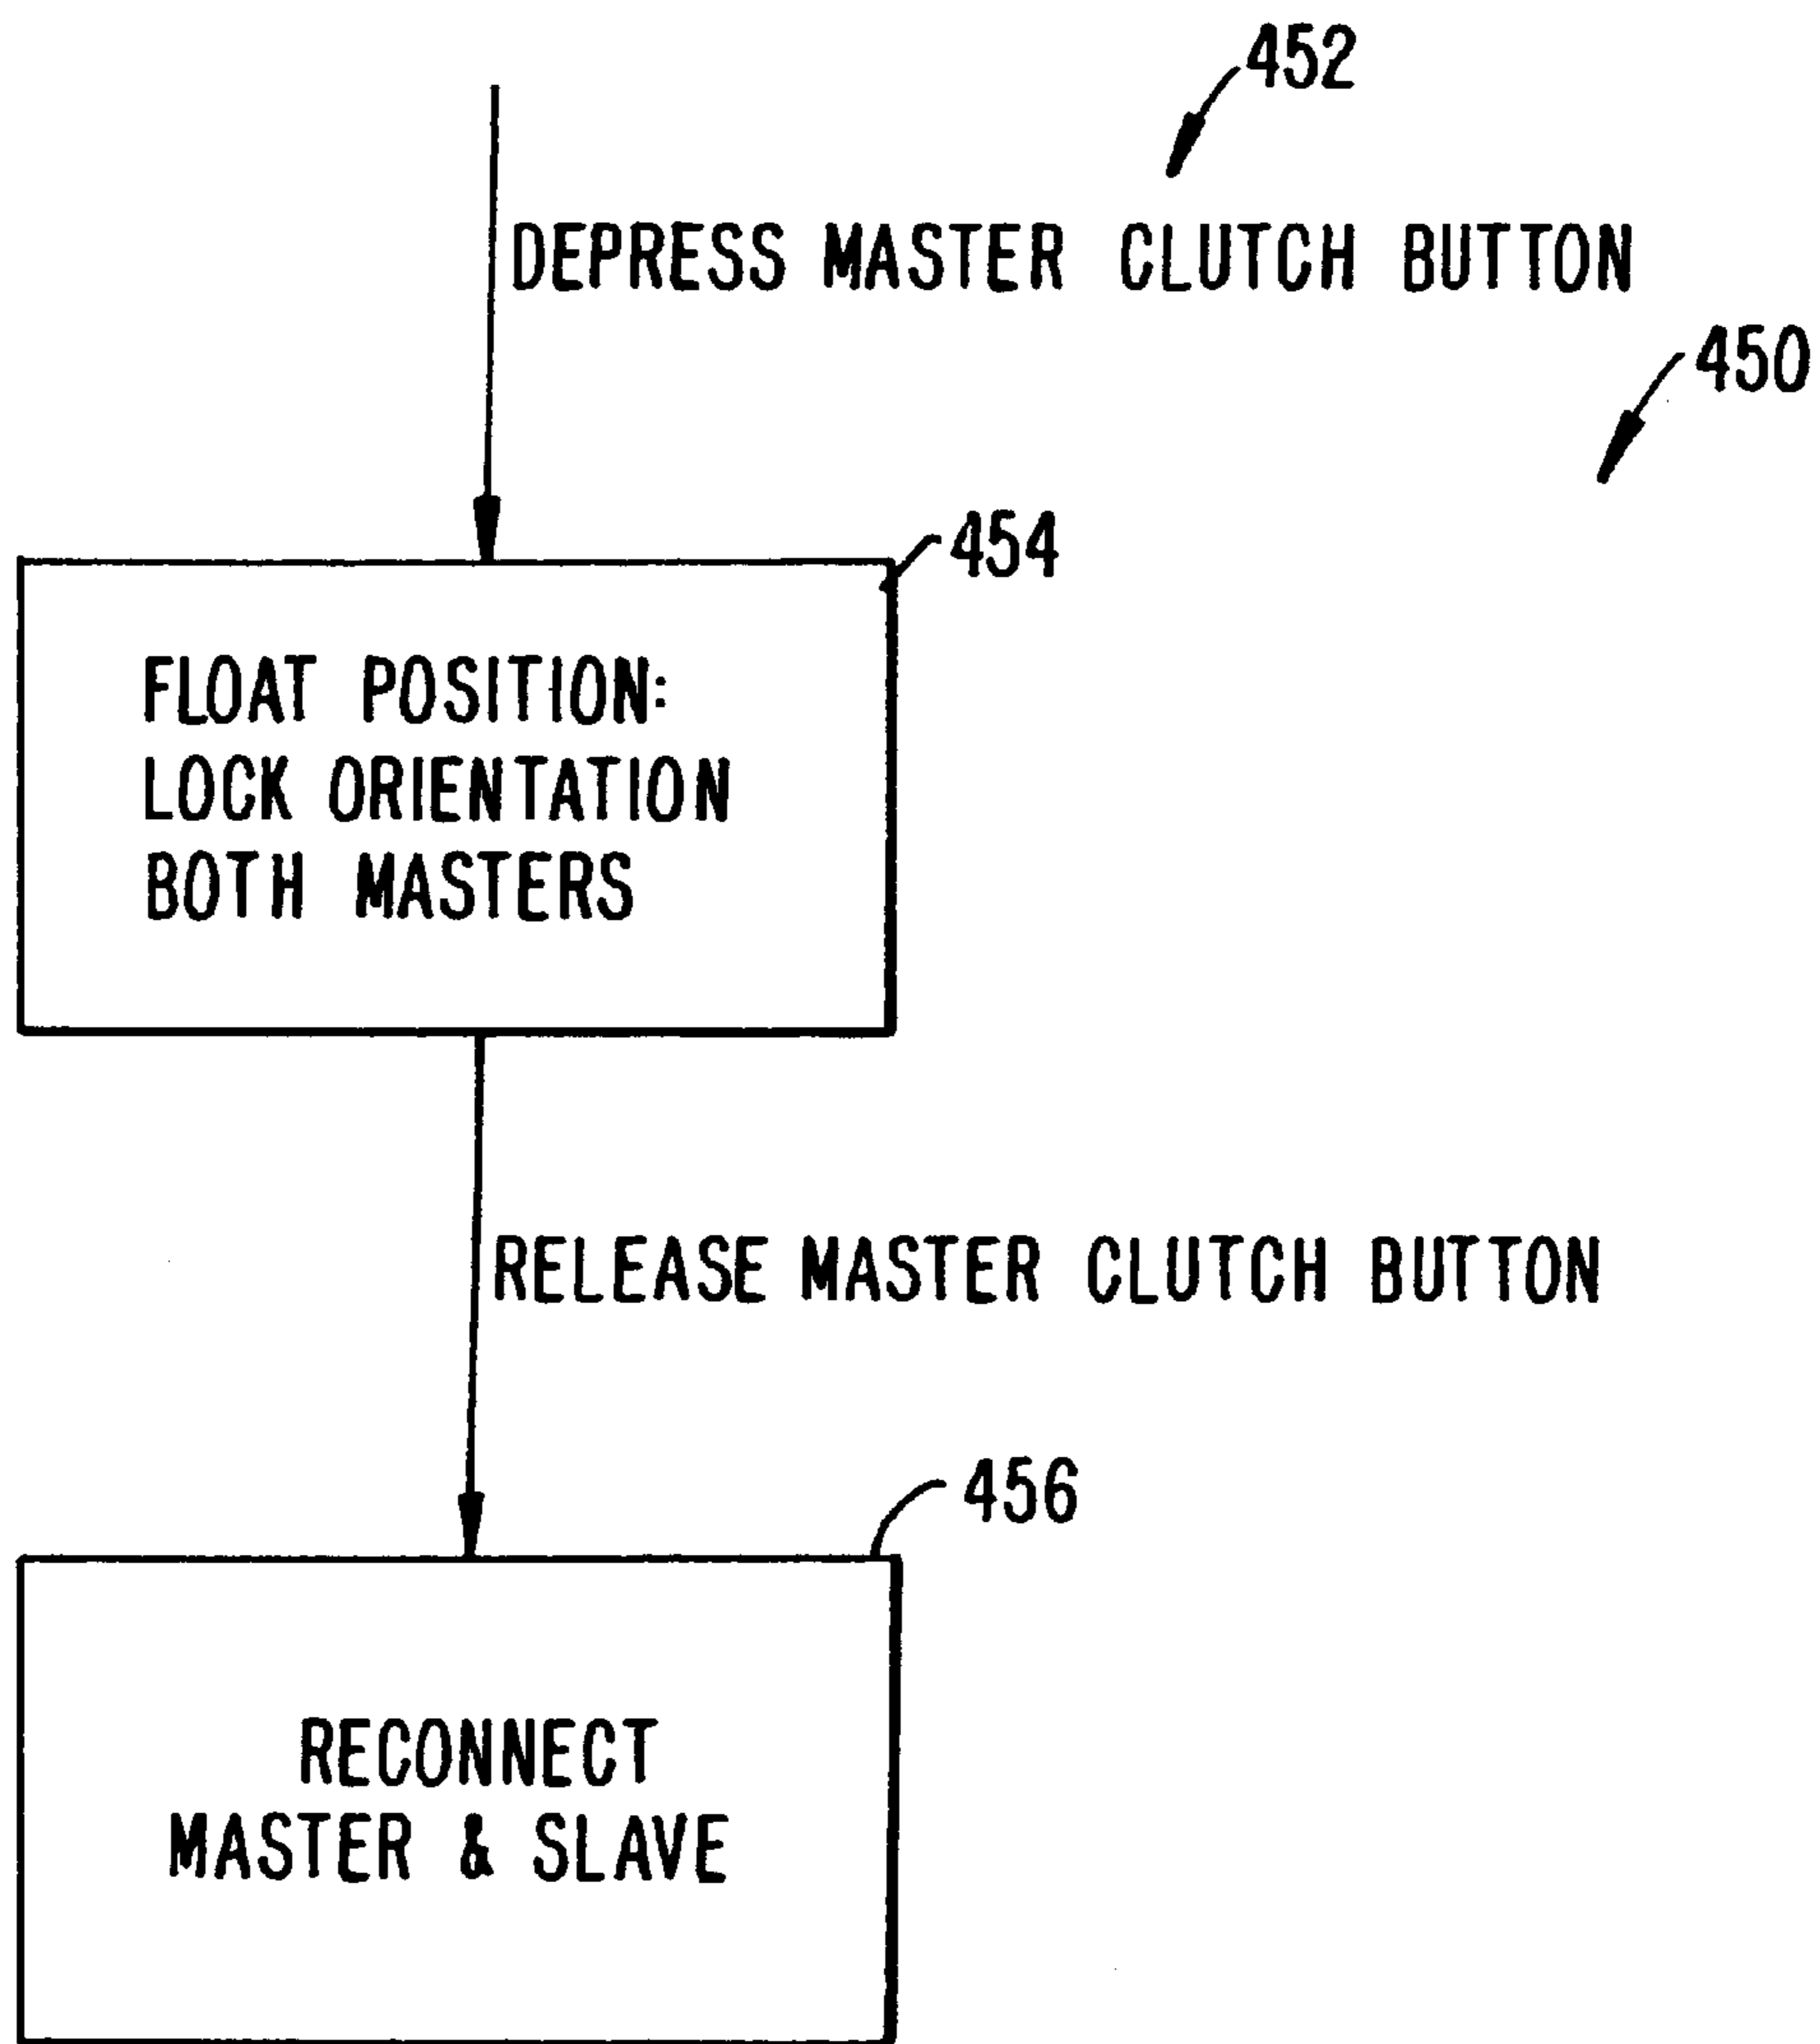 452
DEPRESS MASTER CLUTCH BUTTON
450
454
FLOAT POSITION:
LOCK ORIENTATION
BOTH MASTERS
RELEASE MASTER CLUTCH BUTTON
456
RECONNECT
MASTER & SLAVE